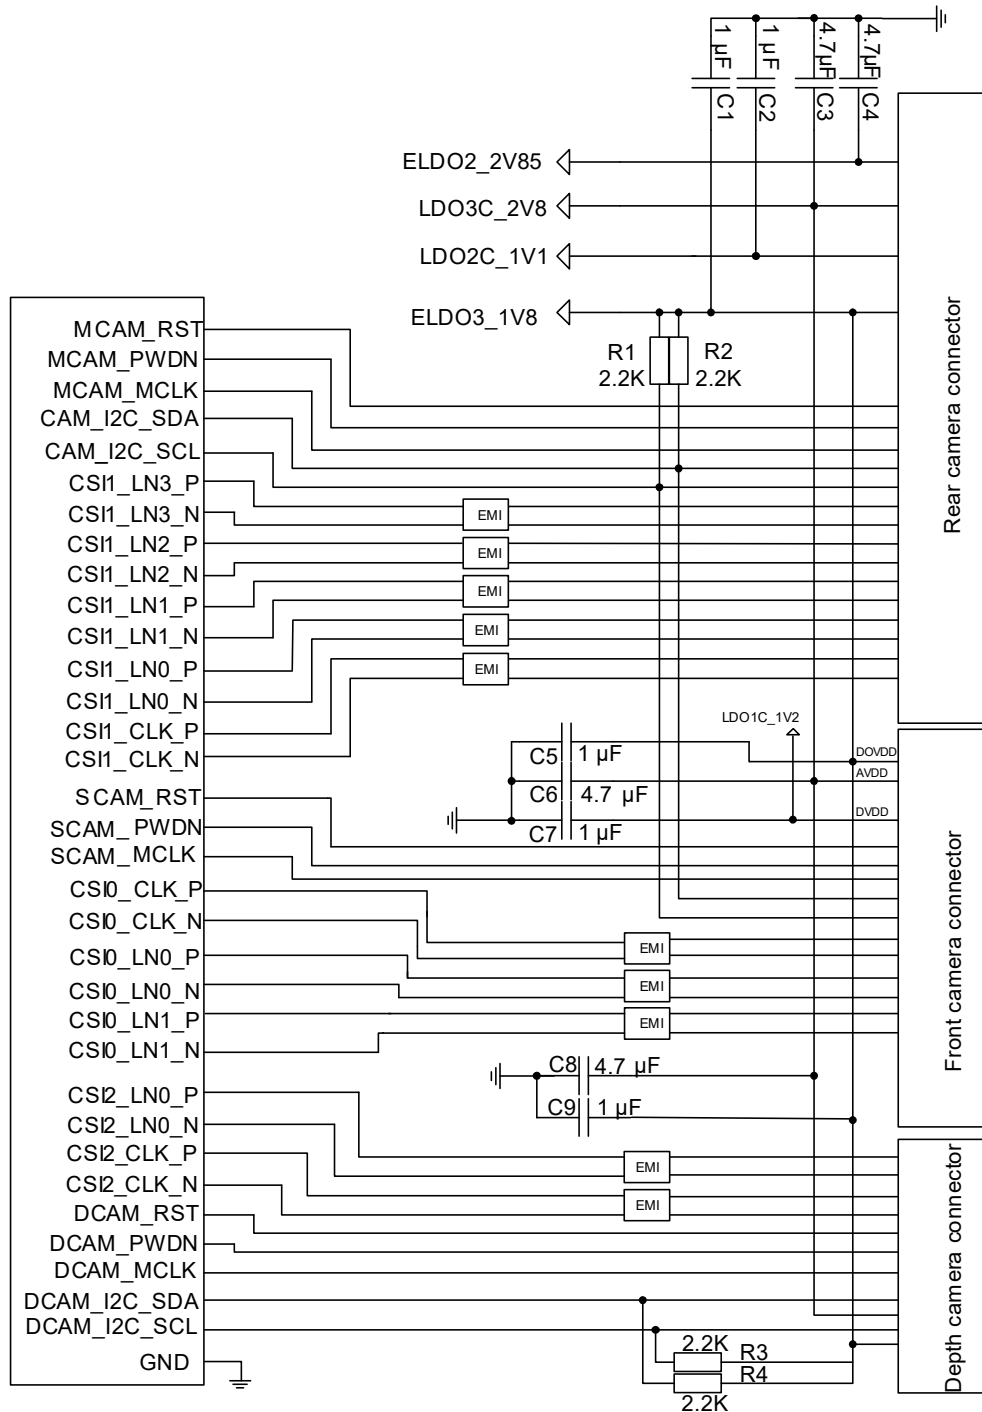 1 µF
1 µF
4.7µF
4.7µF
C1
C2
C3
C4
ELDO2_2V85
LDO3C_2V8
LDO2C_1V1
ELDO3_1V8
R1
2.2K
R2
2.2K
Rear camera connector
MCAM_RST
MCAM_PWDN
MCAM_MCLK
CAM_I2C_SDA
CAM_I2C_SCL
CSI1_LN3_P
CSI1_LN3_N
CSI1_LN2_P
CSI1_LN2_N
CSI1_LN1_P
CSI1_LN1_N
CSI1_LN0_P
CSI1_LN0_N
CSI1_CLK_P
CSI1_CLK_N
EMI
EMI
EMI
EMI
EMI
LDO1C_1V2
C5 1 µF
C6 4.7 µF
C7 1 µF
DOVDD
AVDD
DVDD
SCAM_RST
SCAM_PWDN
SCAM_MCLK
CSI0_CLK_P
CSI0_CLK_N
CSI0_LN0_P
CSI0_LN0_N
CSI0_LN1_P
CSI0_LN1_N
EMI
EMI
EMI
Front camera connector
C8 4.7 µF
C9 1 µF
CSI2_LN0_P
CSI2_LN0_N
CSI2_CLK_P
CSI2_CLK_N
DCAM_RST
DCAM_PWDN
DCAM_MCLK
DCAM_I2C_SDA
DCAM_I2C_SCL
GND
EMI
EMI
2.2K R3
R4
2.2K
Depth camera connector